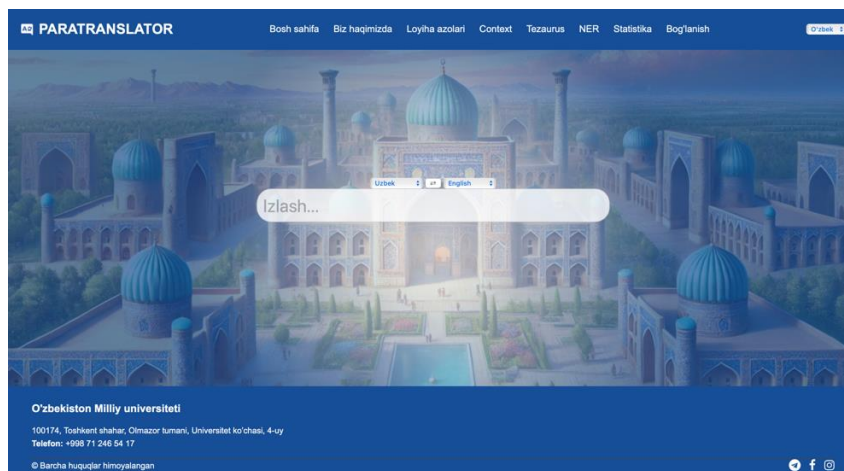 PARATRANSLATOR
Bosh sahifa Biz haqimizda Loyiha azolari Context Tezaurus NER Statistika Bog'lanish
O'zbek
Uzbek English
Izlash...
O'zbekiston Milliy universiteti
100174, Toshkent shahar, Olmazor tumani, Universitet ko'chasi, 4-uy
Telefon: +998 71 246 54 17
© Barcha huquqlar himoyalangan